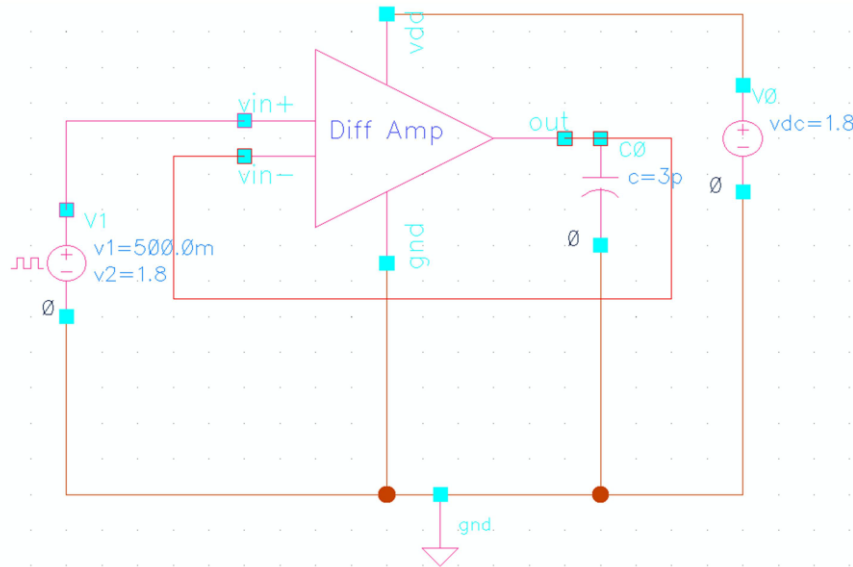 vdd
vin+
Diff Amp
out
V0
vdc=1.8
vin-
C0
c=3p
0
V1
gnd
0
v1=500.0m
v2=1.8
0
gnd